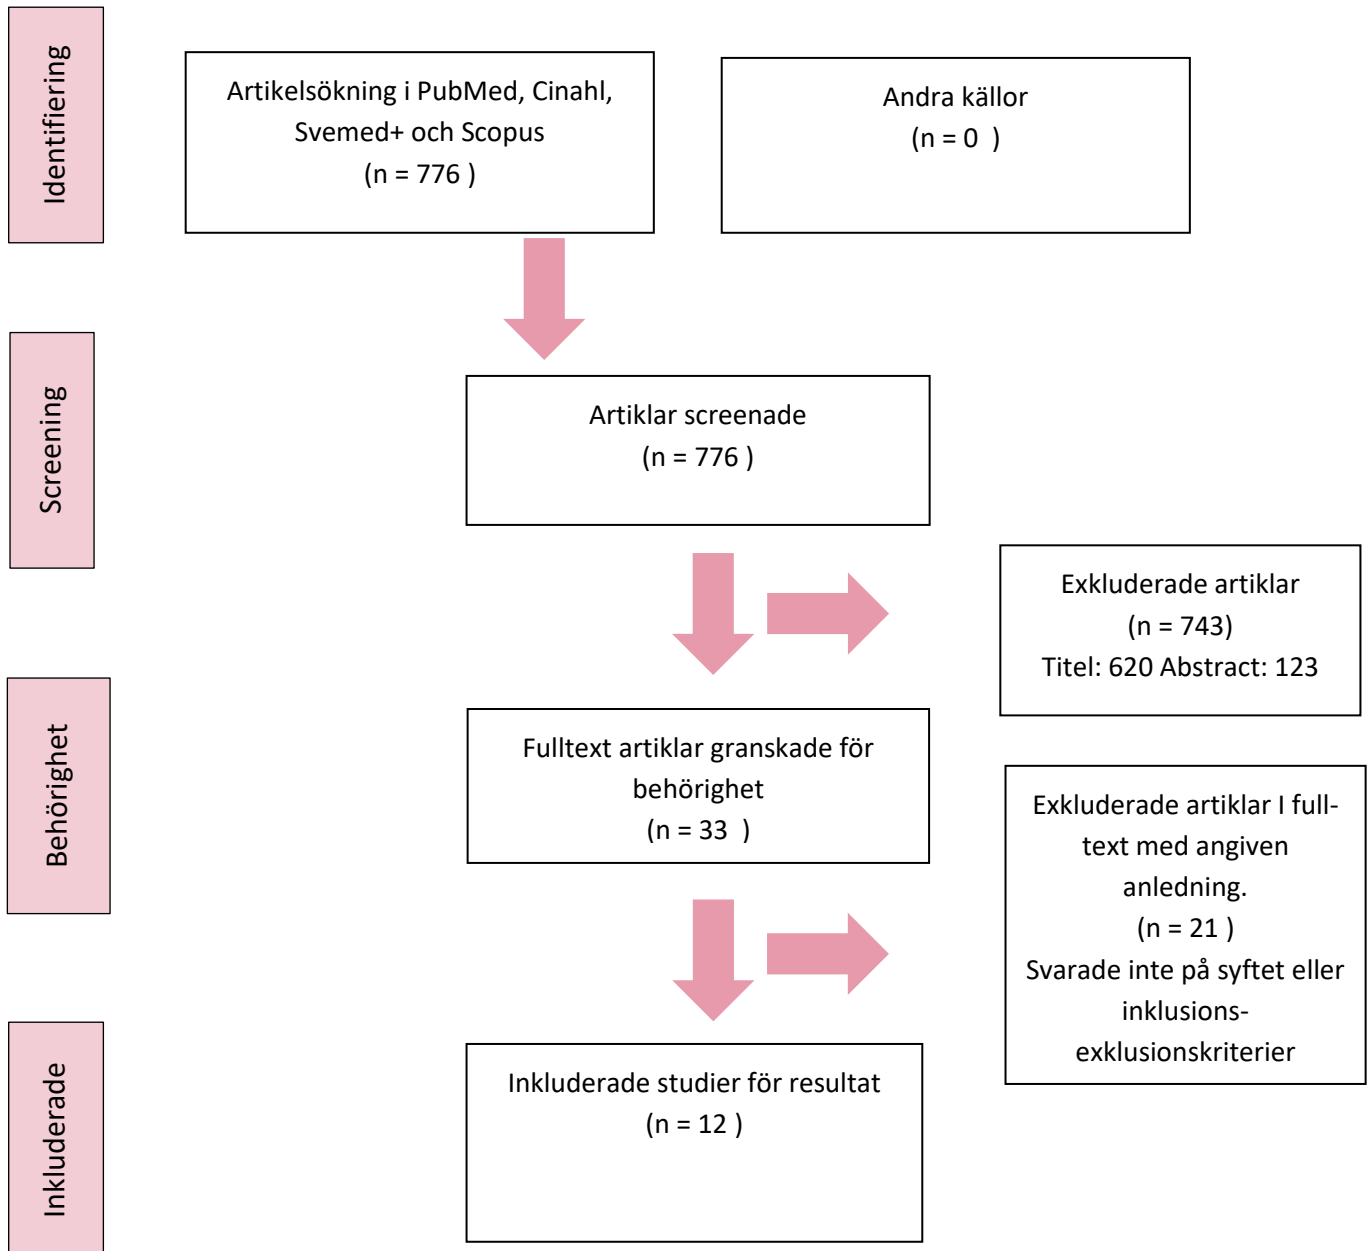 Identifiering
Artikelsökning i PubMed, Cinahl,
Svemed+ och Scopus
(n = 776 )
Andra källor
(n = 0 )
Screening
Artiklar screenade
(n = 776 )
Exkluderade artiklar
(n = 743)
Titel: 620 Abstract: 123
Behörighet
Fulltext artiklar granskade för
behörighet
(n = 33 )
Exkluderade artiklar I full-
text med angiven
anledning.
(n = 21 )
Svarade inte på syftet eller
inklusions-
exklusionskriterier
Inkluderade
Inkluderade studier för resultat
(n = 12 )